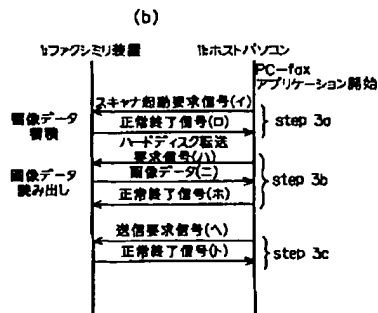 (b)
1aファクシミリ装置
1bホストパソコン
PC-fax
アプリケーション開始
スキャナ起動要求信号(イ)
画像データ
蓄積
正常終了信号(ロ)
step 3a
ハードディスク転送
要求信号(ハ)
画像データ
読み出し
画像データ(ニ)
step 3b
正常終了信号(ホ)
送信要求信号(ヘ)
正常終了信号(ト)
step 3c